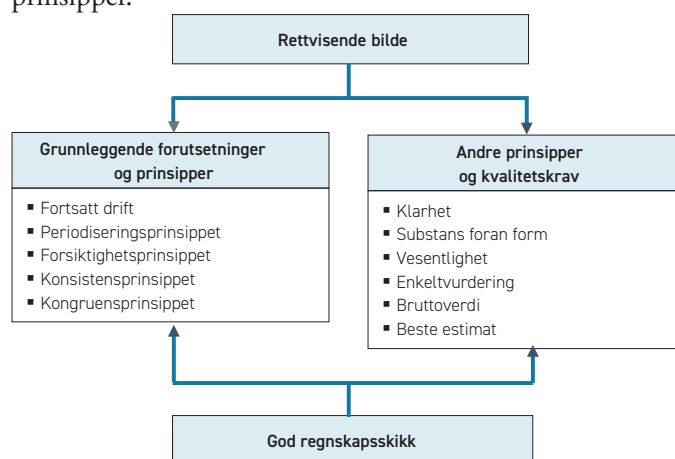 prinsipper.
Rettvisende bilde
Grunnleggende forutsetninger
og prinsipper
▪ Fortsatt drift
▪ Periodiseringsprinsippet
▪ Forsiktighetsprinsippet
▪ Konsistensprinsippet
▪ Kongruensprinsippet
Andre prinsipper
og kvalitetskrav
▪ Klarhet
▪ Substans foran form
▪ Vesentlighet
▪ Enkeltvurdering
▪ Bruttoverdi
▪ Beste estimat
God regnskapsskikk